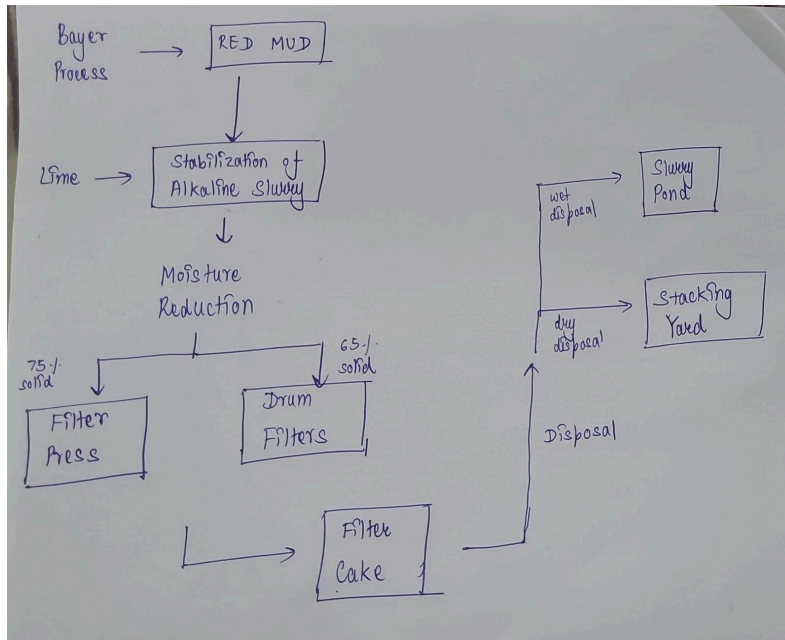 Bayer
Process
RED MUD
Lime
Stabilization of
Alkaline Slurry
Moisture
Reduction
75%
solid
65%
solid
Filter
Press
Drum
Filters
Filter
Cake
Disposal
wet
disposal
Slurry
Pond
dry
disposal
Stacking
Yard